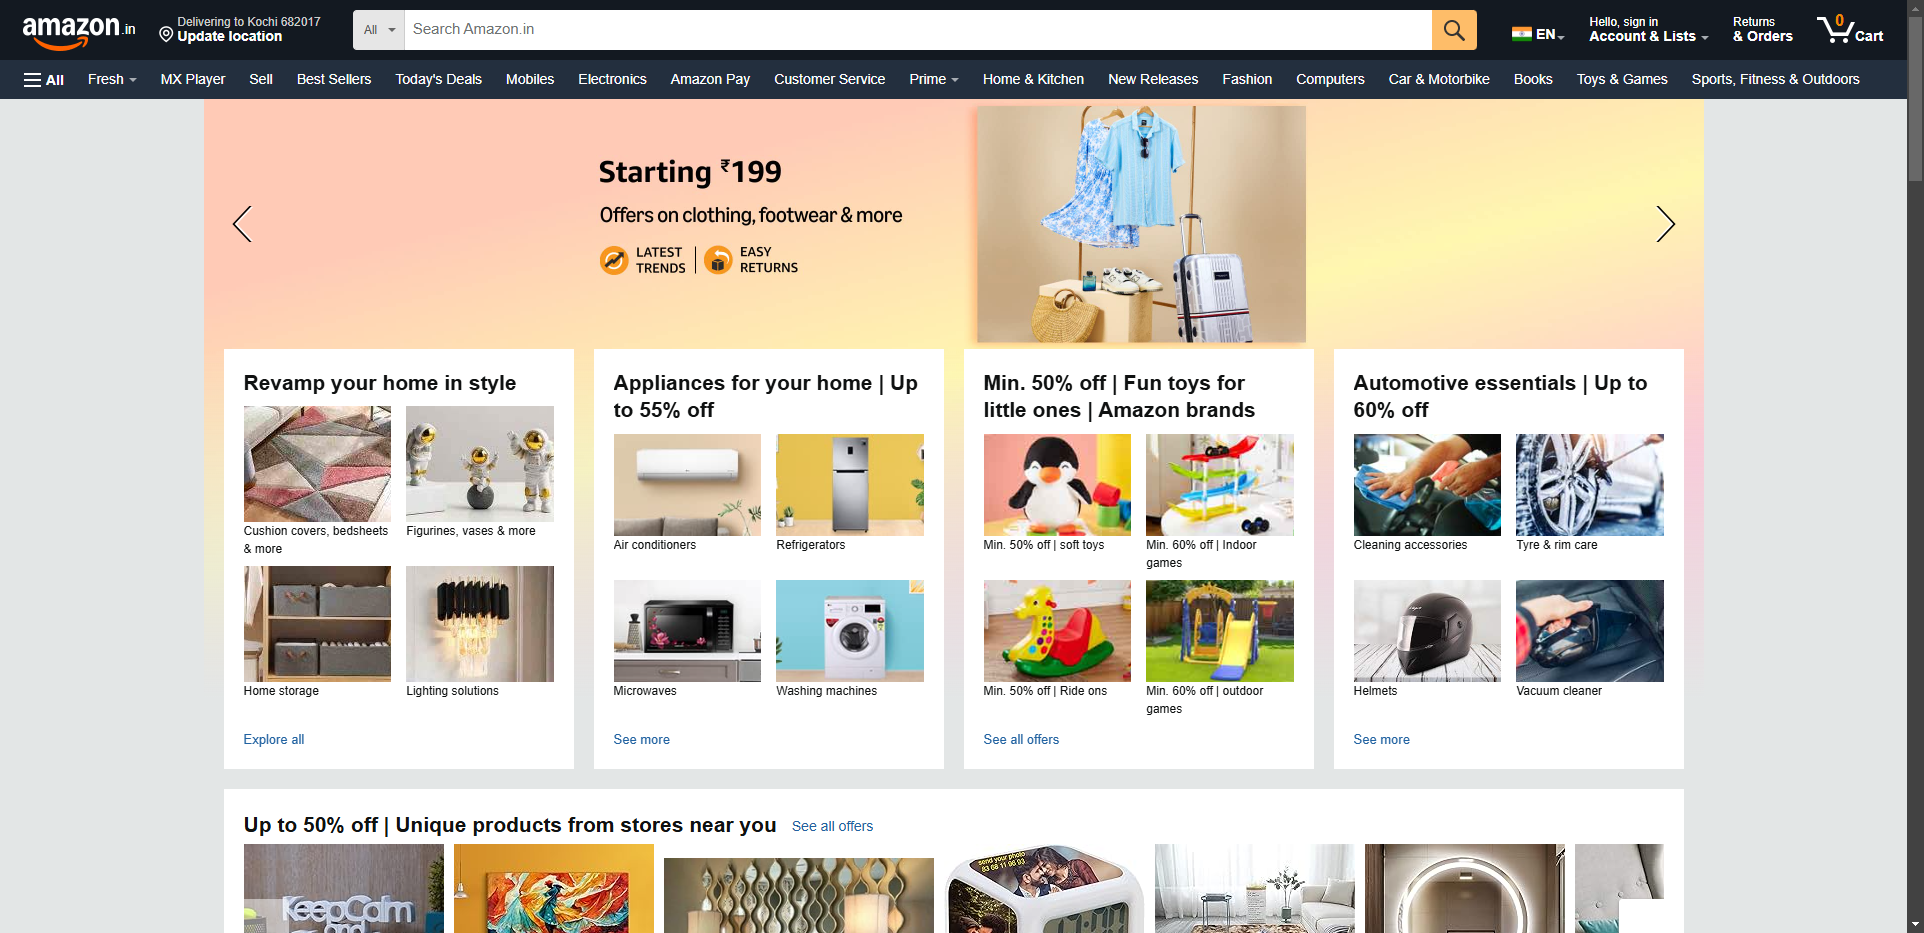 amazon.in
Delivering to Kochi 682017
Update location
All
Search Amazon.in
EN
Hello, sign in
Account & Lists
Returns
& Orders
0
Cart
All
Fresh
MX Player
Sell
Best Sellers
Today's Deals
Mobiles
Electronics
Amazon Pay
Customer Service
Prime
Home & Kitchen
New Releases
Fashion
Computers
Car & Motorbike
Books
Toys & Games
Sports, Fitness & Outdoors
Starting ₹199
Offers on clothing, footwear & more
LATEST
TRENDS
EASY
RETURNS
Revamp your home in style
Cushion covers, bedsheets
& more
Figurines, vases & more
Home storage
Lighting solutions
Explore all
Appliances for your home | Up
to 55% off
Air conditioners
Refrigerators
Microwaves
Washing machines
See more
Min. 50% off | Fun toys for
little ones | Amazon brands
Min. 50% off | soft toys
Min. 60% off | Indoor
games
Min. 50% off | Ride ons
Min. 60% off | outdoor
games
See all offers
Automotive essentials | Up to
60% off
Cleaning accessories
Tyre & rim care
Helmets
Vacuum cleaner
See more
Up to 50% off | Unique products from stores near you
See all offers
KeepCalm
and
send your photo